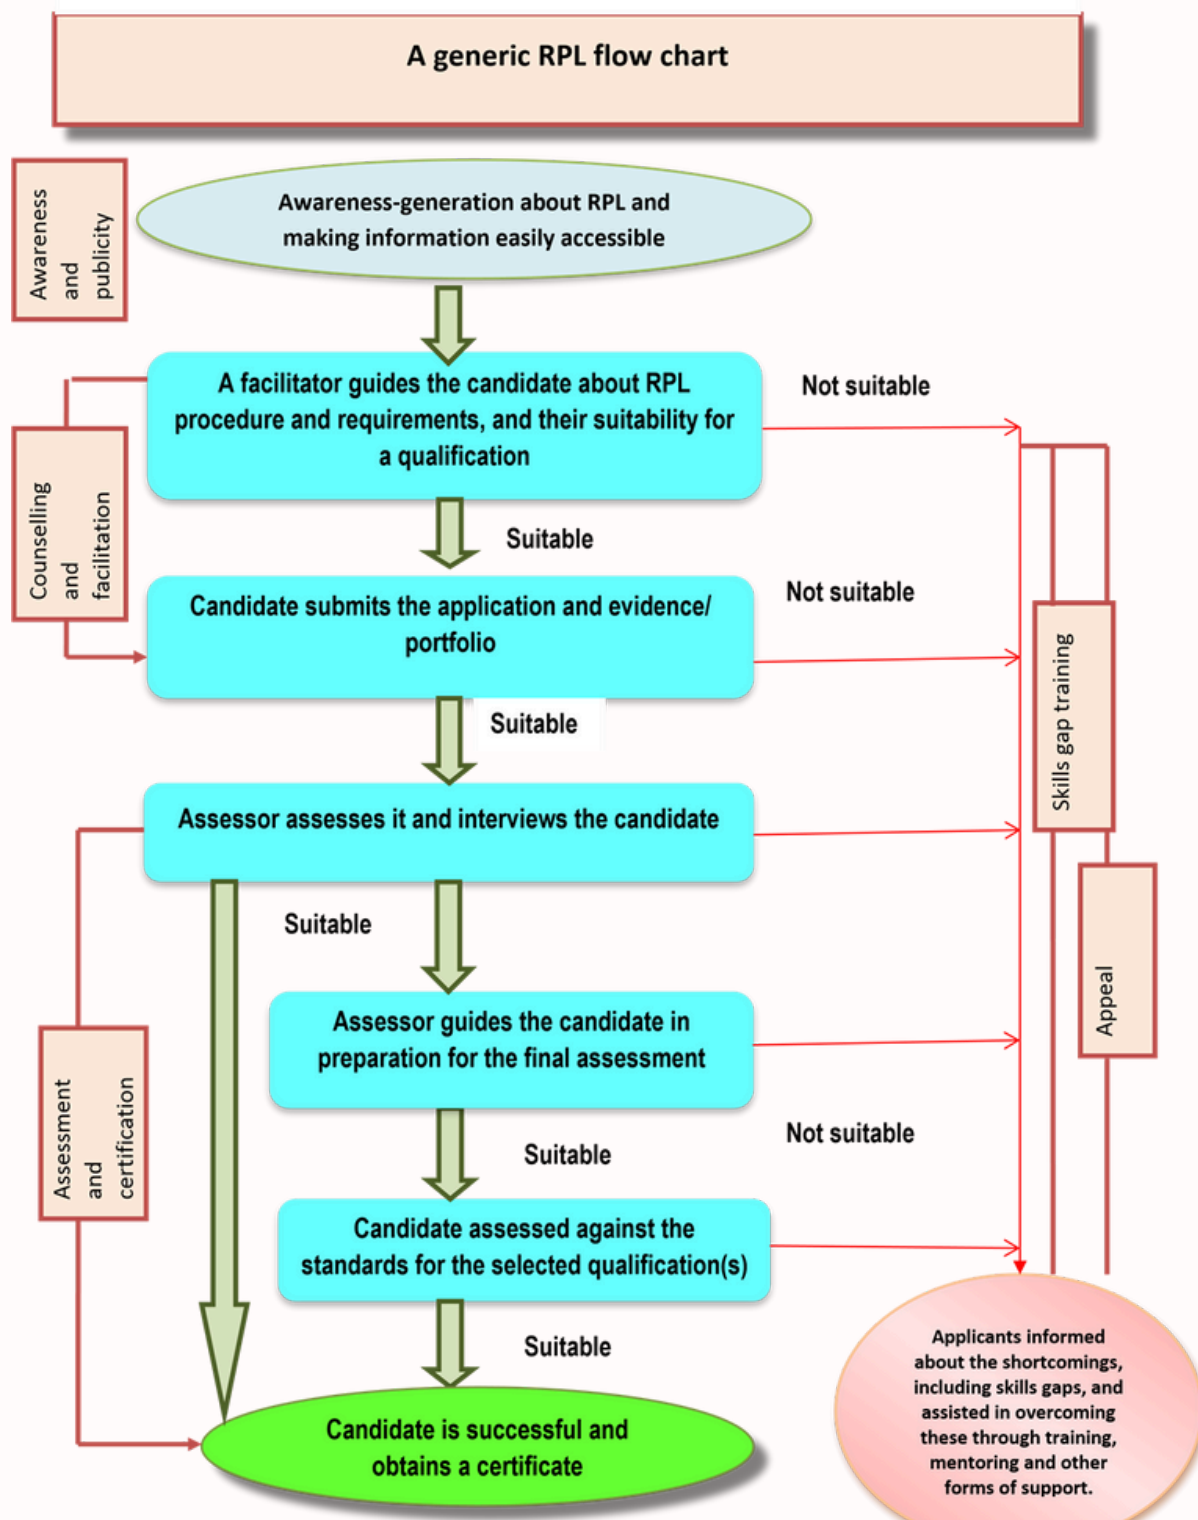 A generic RPL flow chart
Awareness
and
publicity
Awareness-generation about RPL and
making information easily accessible
A facilitator guides the candidate about RPL
procedure and requirements, and their suitability for
a qualification
Not suitable
Counselling
and
facilitation
Suitable
Candidate submits the application and evidence/
portfolio
Not suitable
Suitable
Skills gap training
Assessor assesses it and interviews the candidate
Suitable
Appeal
Assessor guides the candidate in
preparation for the final assessment
Assessment
and
certification
Not suitable
Suitable
Candidate assessed against the
standards for the selected qualification(s)
Suitable
Applicants informed
about the shortcomings,
including skills gaps, and
assisted in overcoming
these through training,
mentoring and other
forms of support.
Candidate is successful and
obtains a certificate